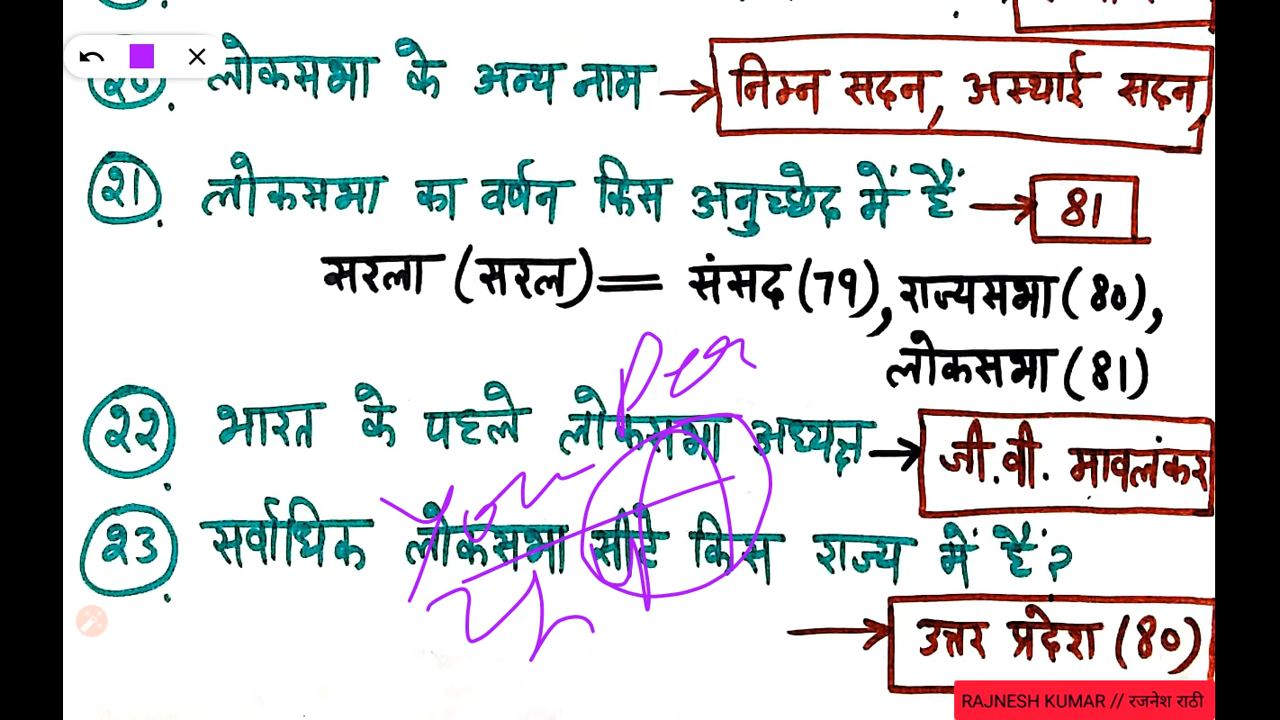 २० लोकसभा के अन्य नाम → निम्न सदन, अस्थाई सदन,
२१ लोकसभा का वर्णन किस अनुच्छेद में हैं → 81
सरला (सरल) = संसद (79), राज्यसभा (80),
लोकसभा (81)
२२ भारत के पहले लोकसभा अध्यक्ष → जी.वी. मावलंकर
२३ सर्वाधिक लोकसभा सीटे किस राज्य में हैं?
→ उत्तर प्रदेश (80)
RAJNESH KUMAR // रजनेश राठी